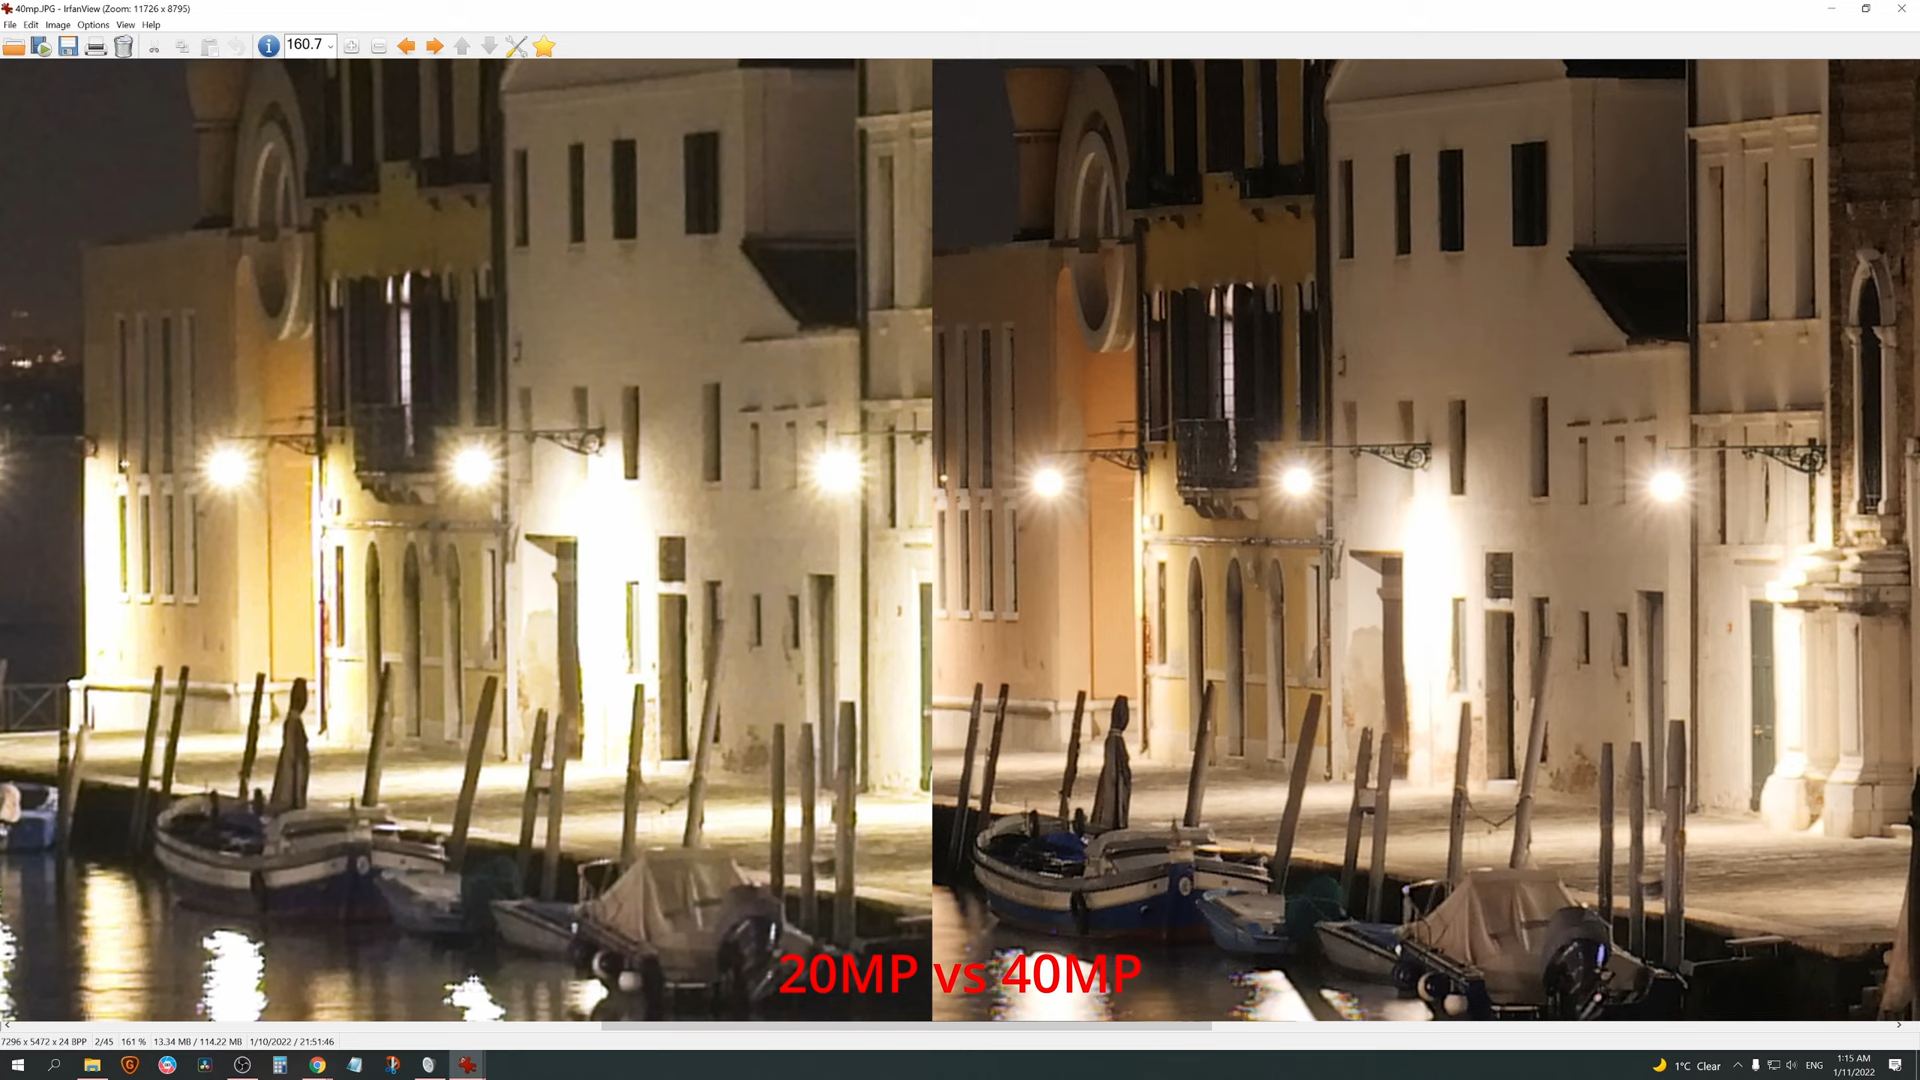 40mp.JPG - IrfanView (Zoom: 11726 x 8795)
File Edit Image Options View Help
160.7
20MP vs 40MP
7296 x 5472 x 24 BPP 2/45 161 % 13.34 MB / 114.22 MB 1/10/2022 / 21:51:46
1°C Clear ENG 1:15 AM
1/11/2022